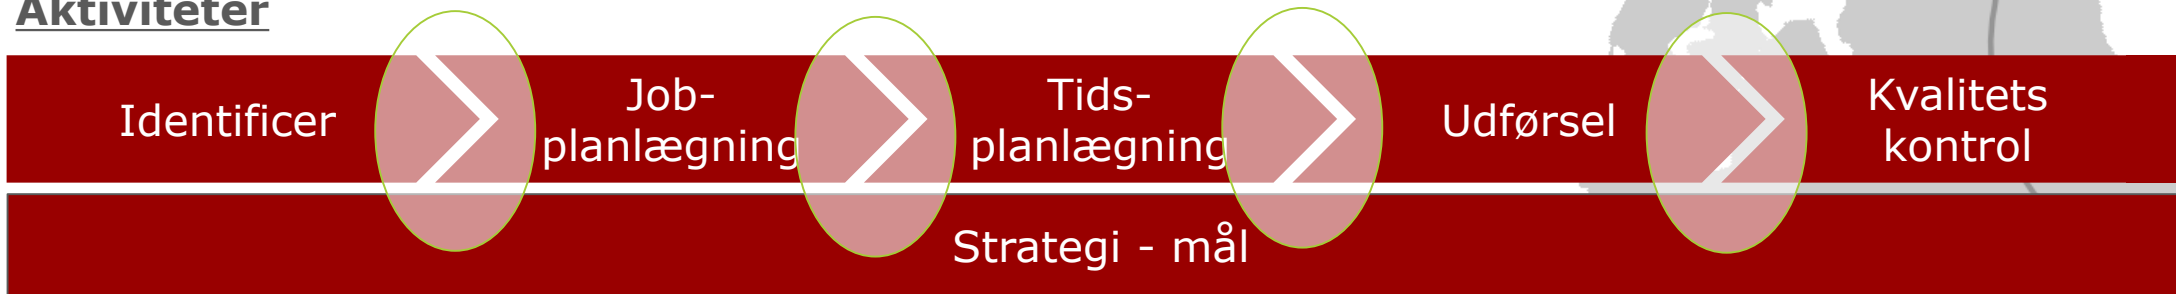 Aktiviteter
Identificer
Job-
planlægning
Tids-
planlægning
Udførsel
Kvalitets
kontrol
Strategi - mål